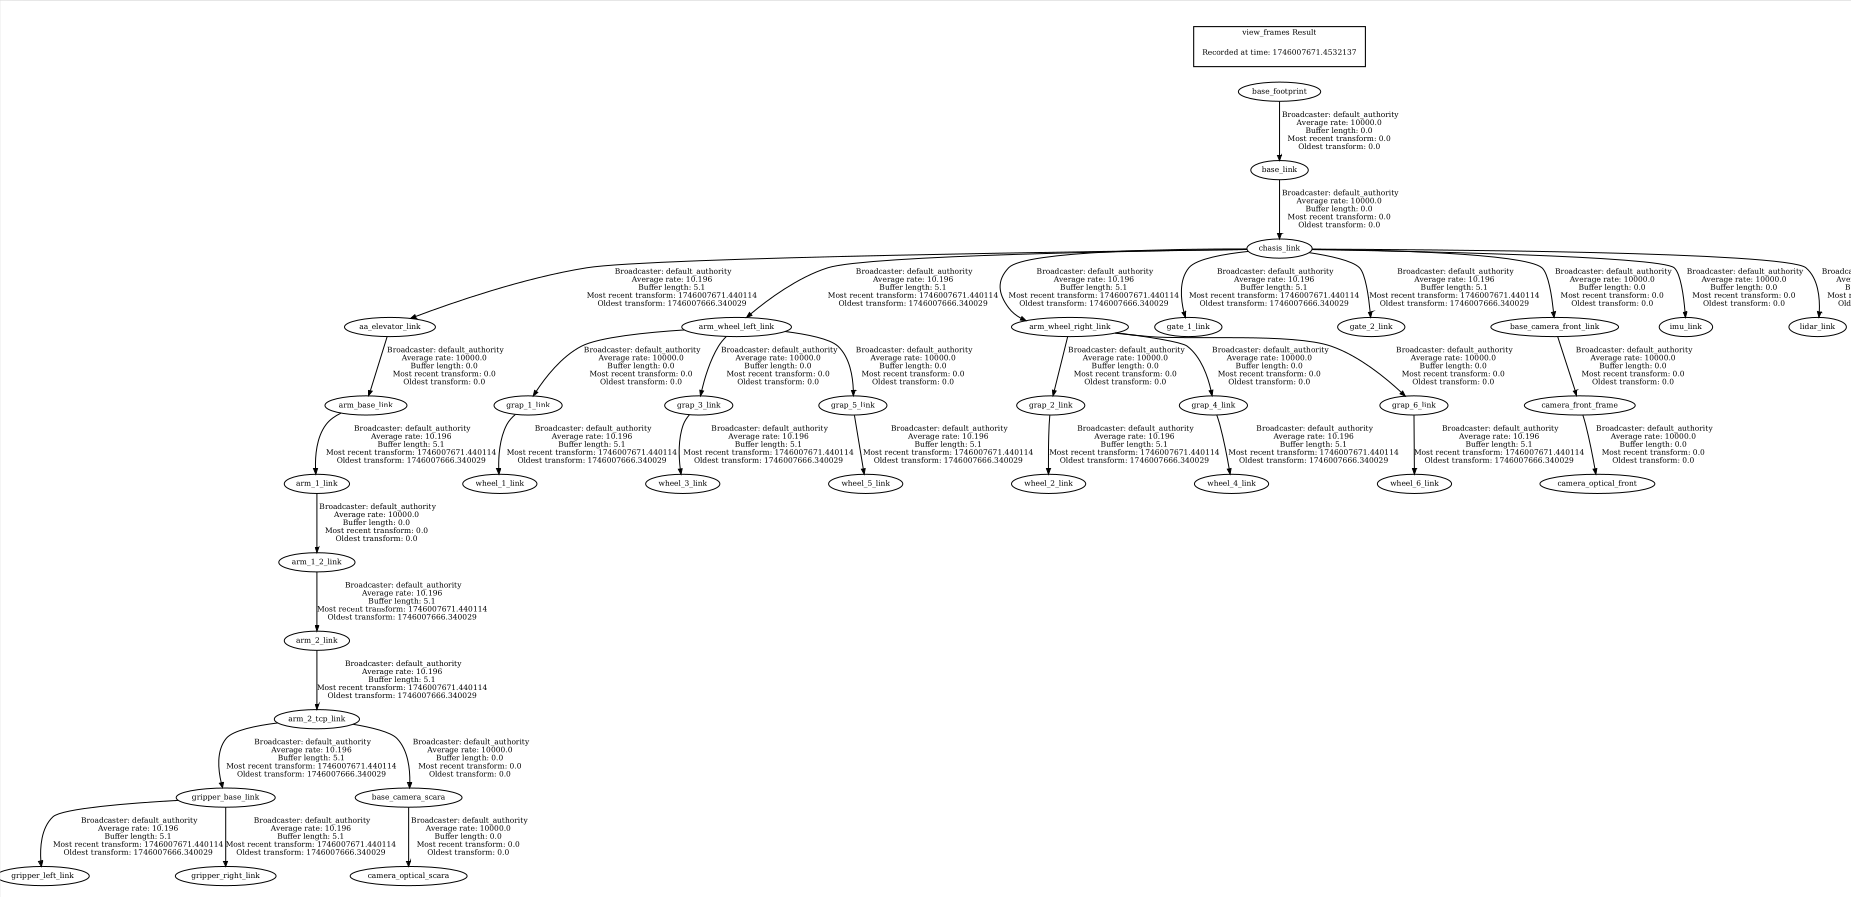 view_frames Result
Recorded at time: 1746007671.4532137
base_footprint
Broadcaster: default_authority
Average rate: 10000.0
Buffer length: 0.0
Most recent transform: 0.0
Oldest transform: 0.0
base_link
Broadcaster: default_authority
Average rate: 10000.0
Buffer length: 0.0
Most recent transform: 0.0
Oldest transform: 0.0
chasis_link
Broadcaster: default_authority
Average rate: 10.196
Buffer length: 5.1
Most recent transform: 1746007671.440114
Oldest transform: 1746007666.340029
Broadcaster: default_authority
Average rate: 10.196
Buffer length: 5.1
Most recent transform: 1746007671.440114
Oldest transform: 1746007666.340029
Broadcaster: default_authority
Average rate: 10.196
Buffer length: 5.1
Most recent transform: 1746007671.440114
Oldest transform: 1746007666.340029
Broadcaster: default_authority
Average rate: 10.196
Buffer length: 5.1
Most recent transform: 1746007671.440114
Oldest transform: 1746007666.340029
Broadcaster: default_authority
Average rate: 10.196
Buffer length: 5.1
Most recent transform: 1746007671.440114
Oldest transform: 1746007666.340029
Broadcaster: default_authority
Average rate: 10000.0
Buffer length: 0.0
Most recent transform: 0.0
Oldest transform: 0.0
Broadcaster: default_authority
Average rate: 10000.0
Buffer length: 0.0
Most recent transform: 0.0
Oldest transform: 0.0
aa_elevator_link
arm_wheel_left_link
arm_wheel_right_link
gate_1_link
gate_2_link
base_camera_front_link
imu_link
lidar_link
Broadcaster: default_authority
Average rate: 10000.0
Buffer length: 0.0
Most recent transform: 0.0
Oldest transform: 0.0
Broadcaster: default_authority
Average rate: 10000.0
Buffer length: 0.0
Most recent transform: 0.0
Oldest transform: 0.0
Broadcaster: default_authority
Average rate: 10000.0
Buffer length: 0.0
Most recent transform: 0.0
Oldest transform: 0.0
Broadcaster: default_authority
Average rate: 10000.0
Buffer length: 0.0
Most recent transform: 0.0
Oldest transform: 0.0
Broadcaster: default_authority
Average rate: 10000.0
Buffer length: 0.0
Most recent transform: 0.0
Oldest transform: 0.0
Broadcaster: default_authority
Average rate: 10000.0
Buffer length: 0.0
Most recent transform: 0.0
Oldest transform: 0.0
Broadcaster: default_authority
Average rate: 10000.0
Buffer length: 0.0
Most recent transform: 0.0
Oldest transform: 0.0
Broadcaster: default_authority
Average rate: 10000.0
Buffer length: 0.0
Most recent transform: 0.0
Oldest transform: 0.0
arm_base_link
grap_1_link
grap_3_link
grap_5_link
grap_2_link
grap_4_link
grap_6_link
camera_front_frame
Broadcaster: default_authority
Average rate: 10.196
Buffer length: 5.1
Most recent transform: 1746007671.440114
Oldest transform: 1746007666.340029
Broadcaster: default_authority
Average rate: 10.196
Buffer length: 5.1
Most recent transform: 1746007671.440114
Oldest transform: 1746007666.340029
Broadcaster: default_authority
Average rate: 10.196
Buffer length: 5.1
Most recent transform: 1746007671.440114
Oldest transform: 1746007666.340029
Broadcaster: default_authority
Average rate: 10.196
Buffer length: 5.1
Most recent transform: 1746007671.440114
Oldest transform: 1746007666.340029
Broadcaster: default_authority
Average rate: 10.196
Buffer length: 5.1
Most recent transform: 1746007671.440114
Oldest transform: 1746007666.340029
Broadcaster: default_authority
Average rate: 10.196
Buffer length: 5.1
Most recent transform: 1746007671.440114
Oldest transform: 1746007666.340029
Broadcaster: default_authority
Average rate: 10.196
Buffer length: 5.1
Most recent transform: 1746007671.440114
Oldest transform: 1746007666.340029
Broadcaster: default_authority
Average rate: 10000.0
Buffer length: 0.0
Most recent transform: 0.0
Oldest transform: 0.0
arm_1_link
wheel_1_link
wheel_3_link
wheel_5_link
wheel_2_link
wheel_4_link
wheel_6_link
camera_optical_front
Broadcaster: default_authority
Average rate: 10000.0
Buffer length: 0.0
Most recent transform: 0.0
Oldest transform: 0.0
arm_1_2_link
Broadcaster: default_authority
Average rate: 10.196
Buffer length: 5.1
Most recent transform: 1746007671.440114
Oldest transform: 1746007666.340029
arm_2_link
Broadcaster: default_authority
Average rate: 10.196
Buffer length: 5.1
Most recent transform: 1746007671.440114
Oldest transform: 1746007666.340029
arm_2_tcp_link
Broadcaster: default_authority
Average rate: 10.196
Buffer length: 5.1
Most recent transform: 1746007671.440114
Oldest transform: 1746007666.340029
Broadcaster: default_authority
Average rate: 10000.0
Buffer length: 0.0
Most recent transform: 0.0
Oldest transform: 0.0
gripper_base_link
base_camera_scara
Broadcaster: default_authority
Average rate: 10.196
Buffer length: 5.1
Most recent transform: 1746007671.440114
Oldest transform: 1746007666.340029
Broadcaster: default_authority
Average rate: 10.196
Buffer length: 5.1
Most recent transform: 1746007671.440114
Oldest transform: 1746007666.340029
Broadcaster: default_authority
Average rate: 10000.0
Buffer length: 0.0
Most recent transform: 0.0
Oldest transform: 0.0
gripper_left_link
gripper_right_link
camera_optical_scara